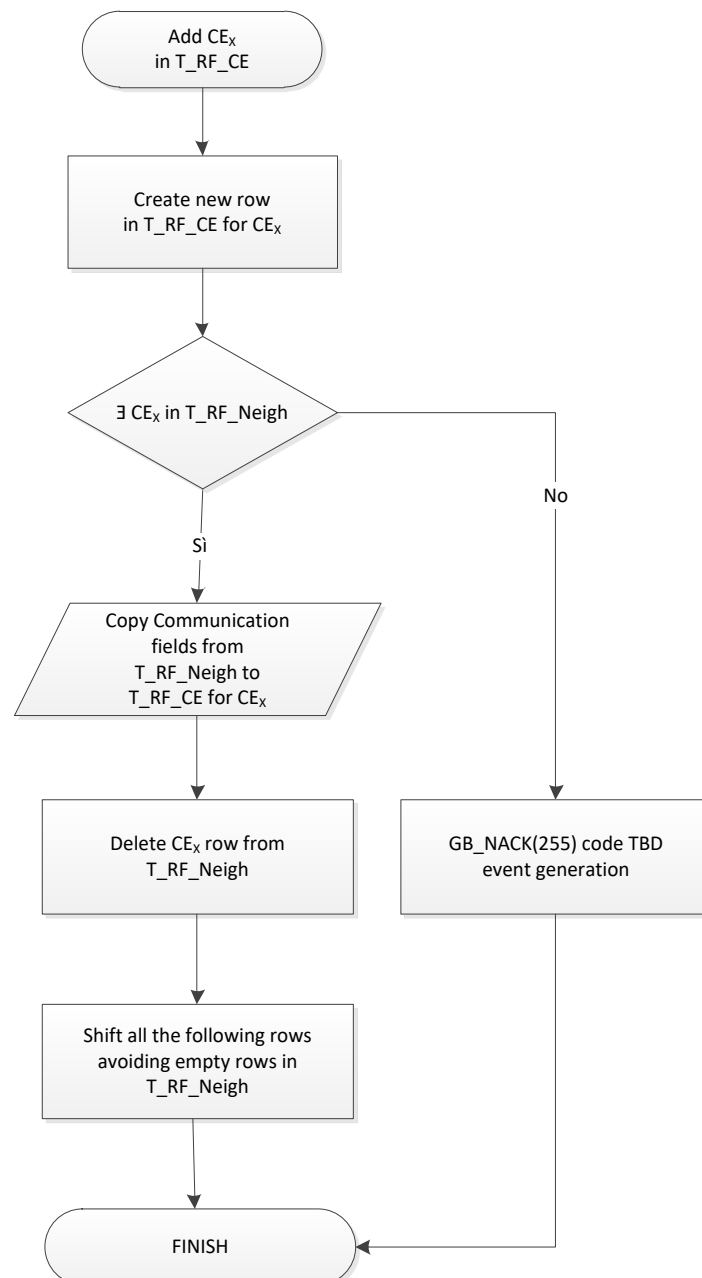 Add CEx
in T_RF_CE
Create new row
in T_RF_CE for CEx
∃ CEx in T_RF_Neigh
No
Sì
Copy Communication
fields from
T_RF_Neigh to
T_RF_CE for CEx
Delete CEx row from
T_RF_Neigh
GB_NACK(255) code TBD
event generation
Shift all the following rows
avoiding empty rows in
T_RF_Neigh
FINISH